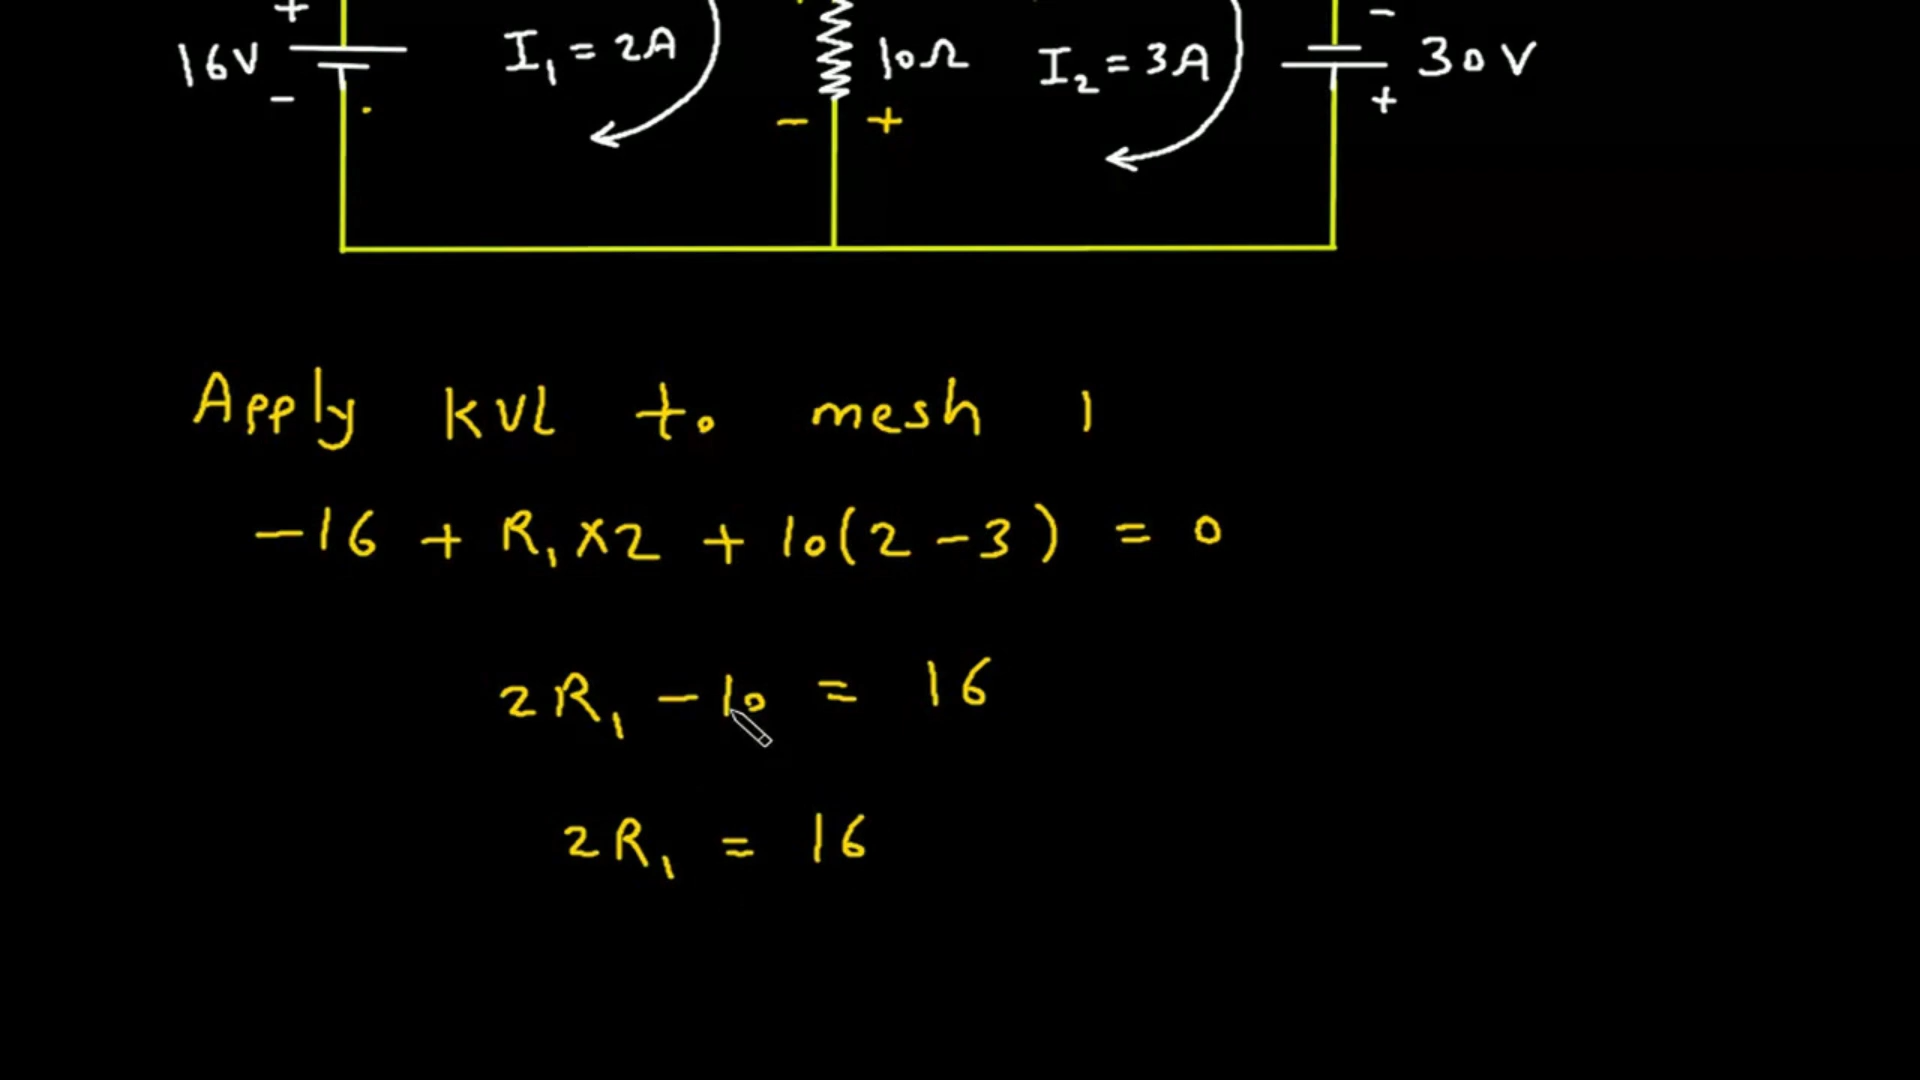 + -
16V I₁ = 2A 10Ω I₂ = 3A 30V
- - + +
Apply KVL to mesh 1
-16 + R₁×2 + 10(2-3) = 0
2R₁ - 10 = 16
2R₁ = 16